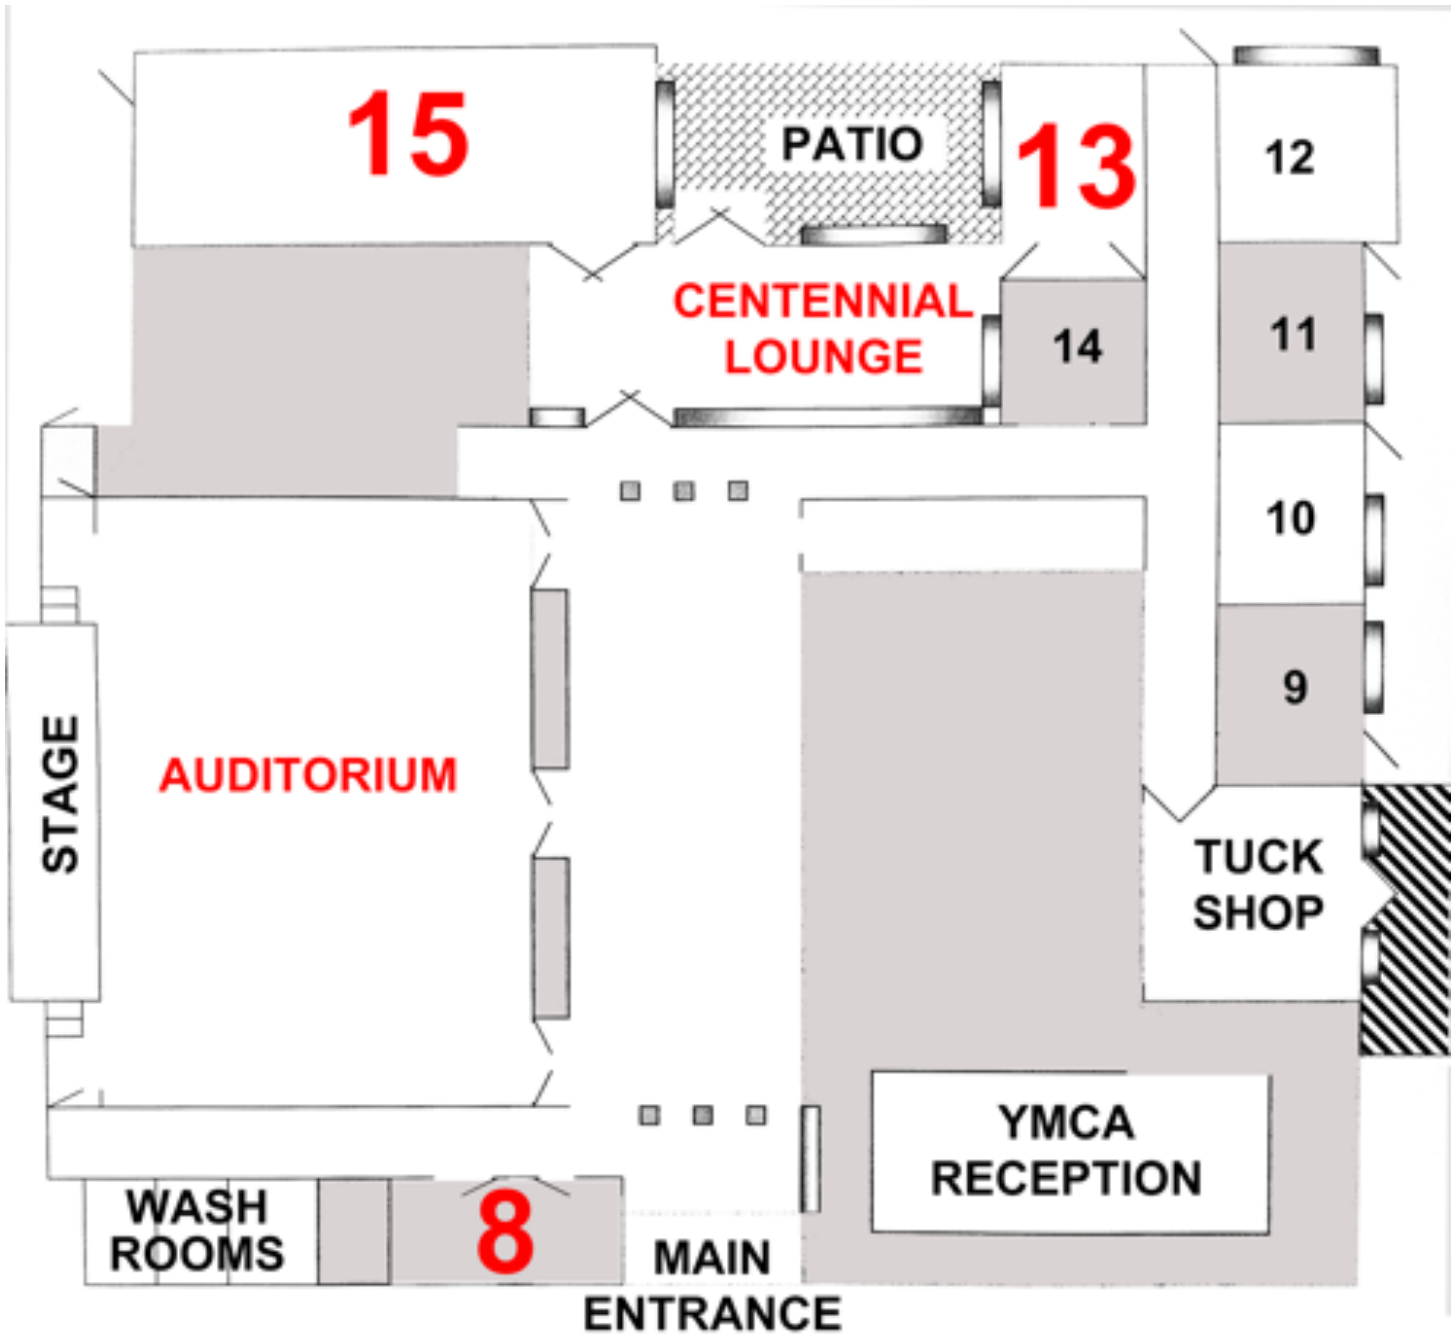 15
PATIO
13
12
CENTENNIAL
LOUNGE
14
11
10
9
STAGE
AUDITORIUM
TUCK
SHOP
YMCA
RECEPTION
WASH
ROOMS
8
MAIN
ENTRANCE